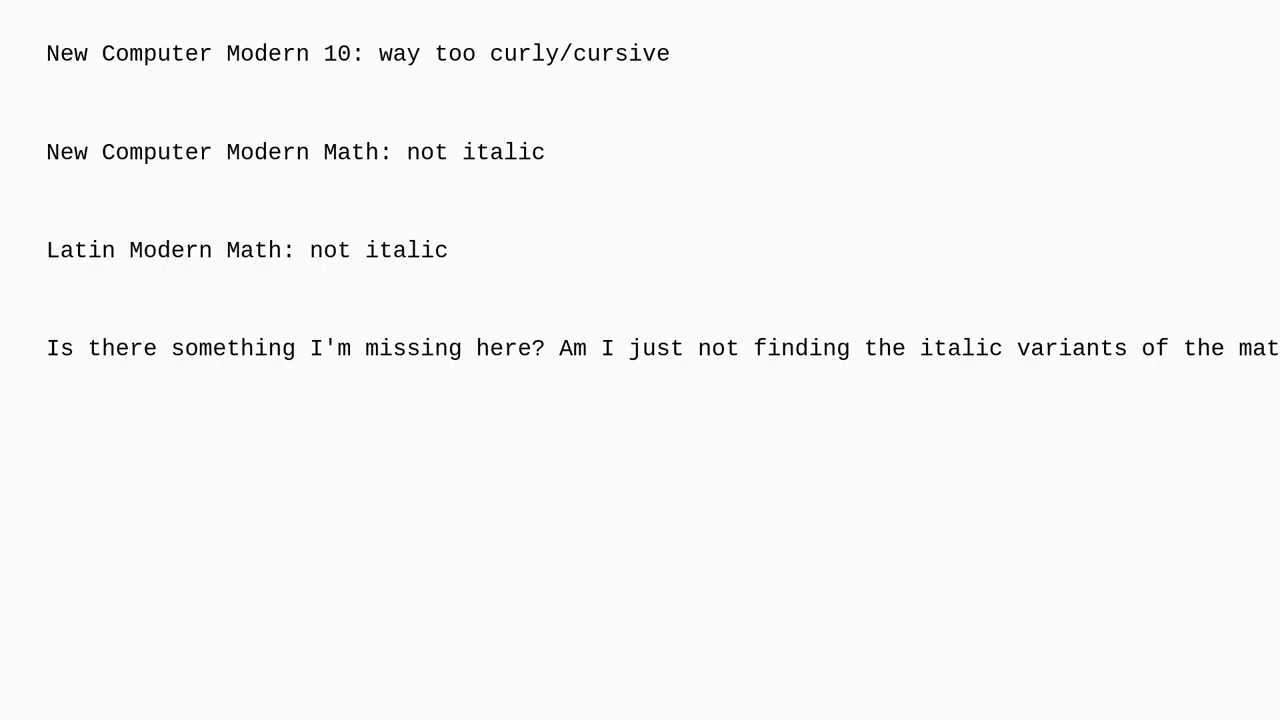 New Computer Modern 10: way too curly/cursive
New Computer Modern Math: not italic
Latin Modern Math: not italic
Is there something I'm missing here? Am I just not finding the italic variants of the mat